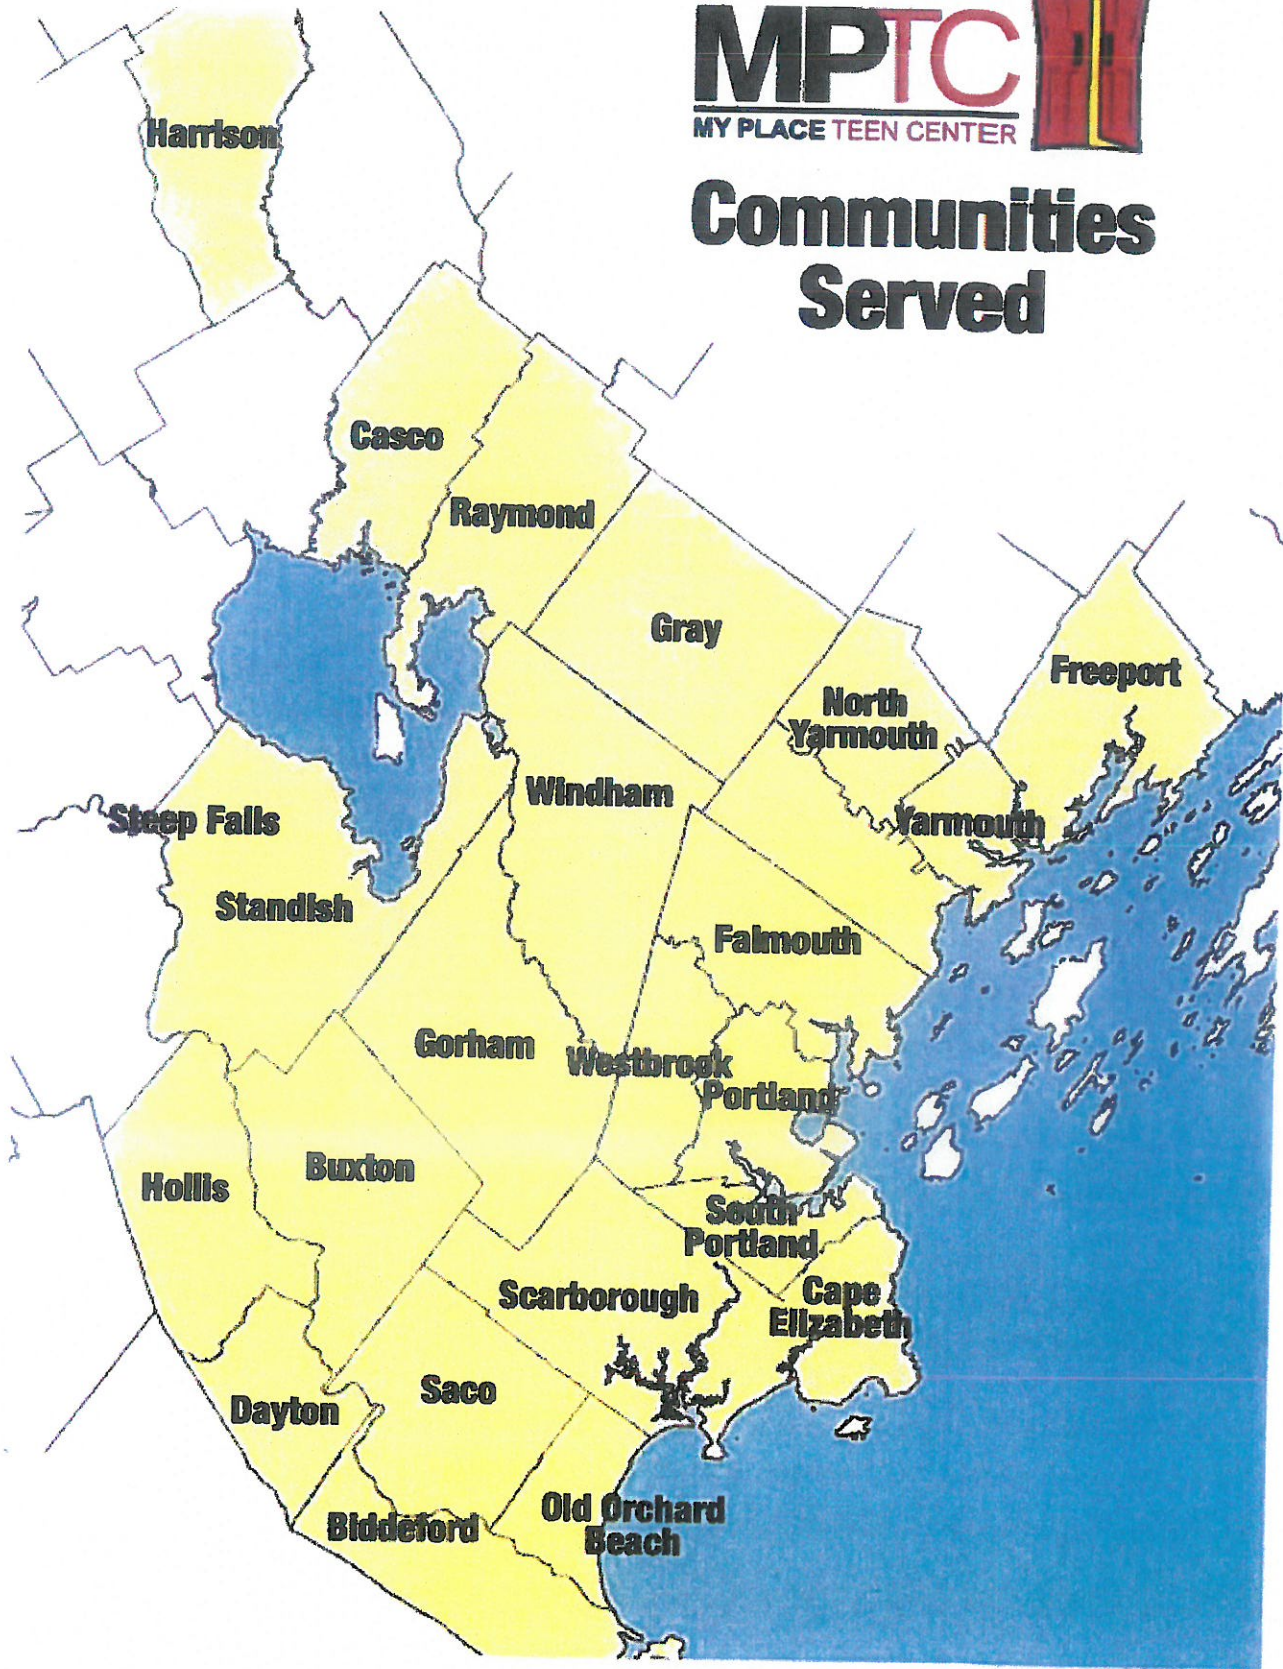 MPTC
MY PLACE TEEN CENTER
Communities
Served
Harrison
Casco
Raymond
Gray
Freeport
North
Yarmouth
Windham
Steep Falls
Yarmouth
Standish
Falmouth
Gorham
Westbrook
Portland
Buxton
Hollis
South
Portland
Scarborough
Cape
Elizabeth
Saco
Dayton
Old Orchard
Beach
Biddeford